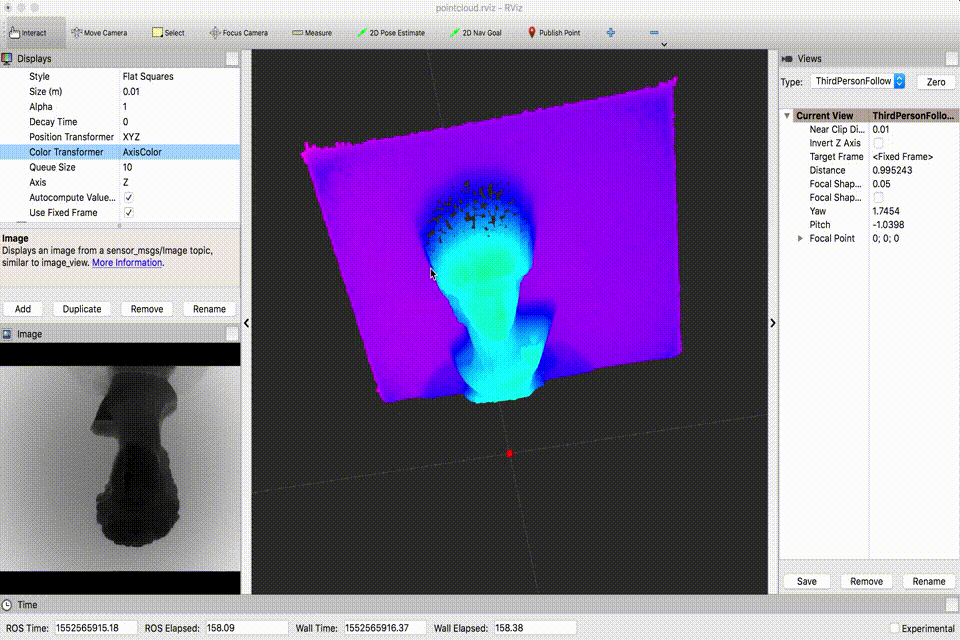 pointcloud.rviz - RViz
Interact Move Camera Select Focus Camera Measure 2D Pose Estimate 2D Nav Goal Publish Point
Displays
Style Flat Squares
Size (m) 0.01
Alpha 1
Decay Time 0
Position Transformer XYZ
Color Transformer AxisColor
Queue Size 10
Axis Z
Autocompute Value...
Use Fixed Frame
Image
Displays an image from a sensor_msgs/Image topic,
similar to image_view. More Information.
Add Duplicate Remove Rename
Image
Views
Type: ThirdPersonFollow Zero
Current View ThirdPersonFollo...
Near Clip Di... 0.01
Invert Z Axis
Target Frame <Fixed Frame>
Distance 0.995243
Focal Shap... 0.05
Focal Shap...
Yaw 1.7454
Pitch -1.0398
Focal Point 0; 0; 0
Save Remove Rename
Time
ROS Time: 1552565915.18 ROS Elapsed: 158.09 Wall Time: 1552565916.37 Wall Elapsed: 158.38 Experimental